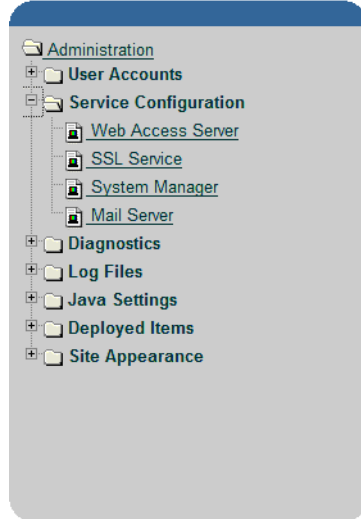 Administration
User Accounts
Service Configuration
Web Access Server
SSL Service
System Manager
Mail Server
Diagnostics
Log Files
Java Settings
Deployed Items
Site Appearance